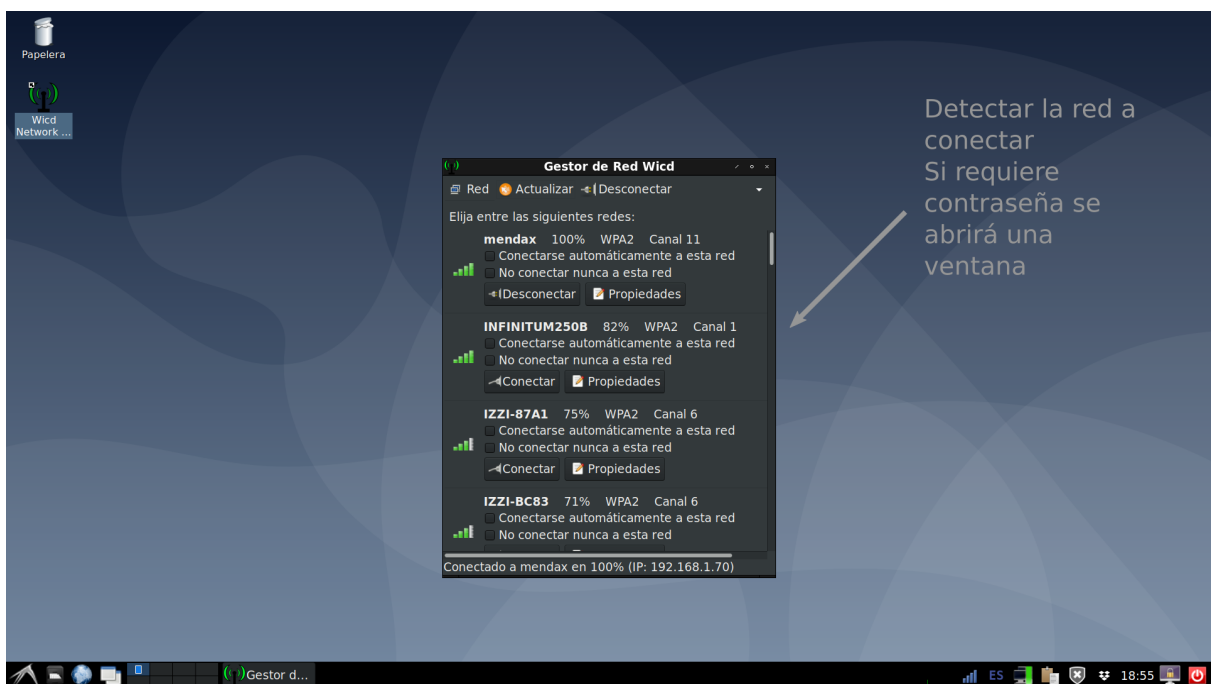 Papelera
Wicd
Network ...
Detectar la red a
conectar
Si requiere
contraseña se
abrirá una
ventana
Gestor de Red Wicd
Red Actualizar Desconectar
Elija entre las siguientes redes:
mendax 100% WPA2 Canal 11
Conectarse automáticamente a esta red
No conectar nunca a esta red
Desconectar Propiedades
INFINITUM250B 82% WPA2 Canal 1
Conectarse automáticamente a esta red
No conectar nunca a esta red
Conectar Propiedades
IZZI-87A1 75% WPA2 Canal 6
Conectarse automáticamente a esta red
No conectar nunca a esta red
Conectar Propiedades
IZZI-BC83 71% WPA2 Canal 6
Conectarse automáticamente a esta red
No conectar nunca a esta red
Conectado a mendax en 100% (IP: 192.168.1.70)
Gestor d...
ES
18:55